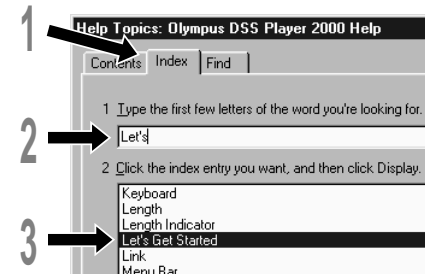 1
Help Topics: Olympus DSS Player 2000 Help
Contents Index Find
1 Type the first few letters of the word you're looking for.
2
Let's
2 Click the index entry you want, and then click Display.
Keyboard
Length
Length Indicator
3
Let's Get Started
Link
Menu Bar